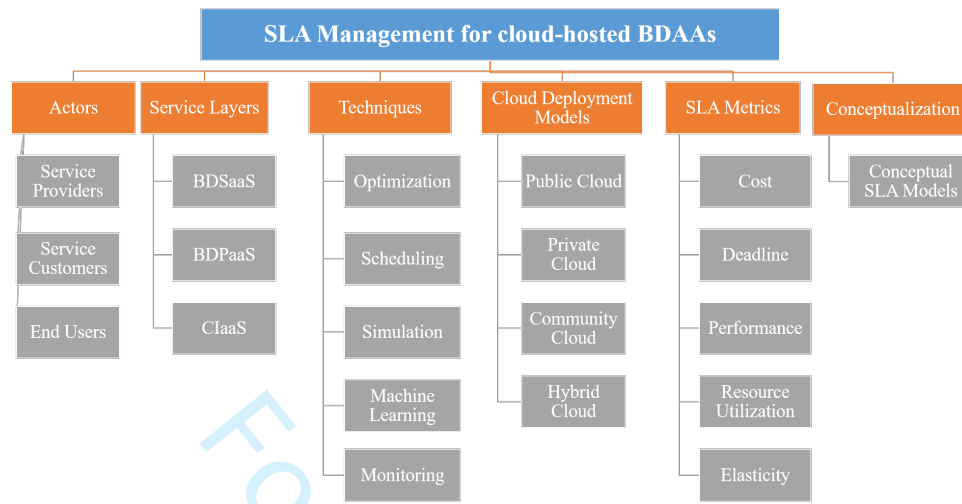 SLA Management for cloud-hosted BDAAs
Actors
Service Layers
Techniques
Cloud Deployment
Models
SLA Metrics
Conceptualization
Service
Providers
Service
Customers
End Users
BDSaaS
BDPaaS
CIaaS
Optimization
Scheduling
Simulation
Machine
Learning
Monitoring
Public Cloud
Private
Cloud
Community
Cloud
Hybrid
Cloud
Cost
Deadline
Performance
Resource
Utilization
Elasticity
Conceptual
SLA Models